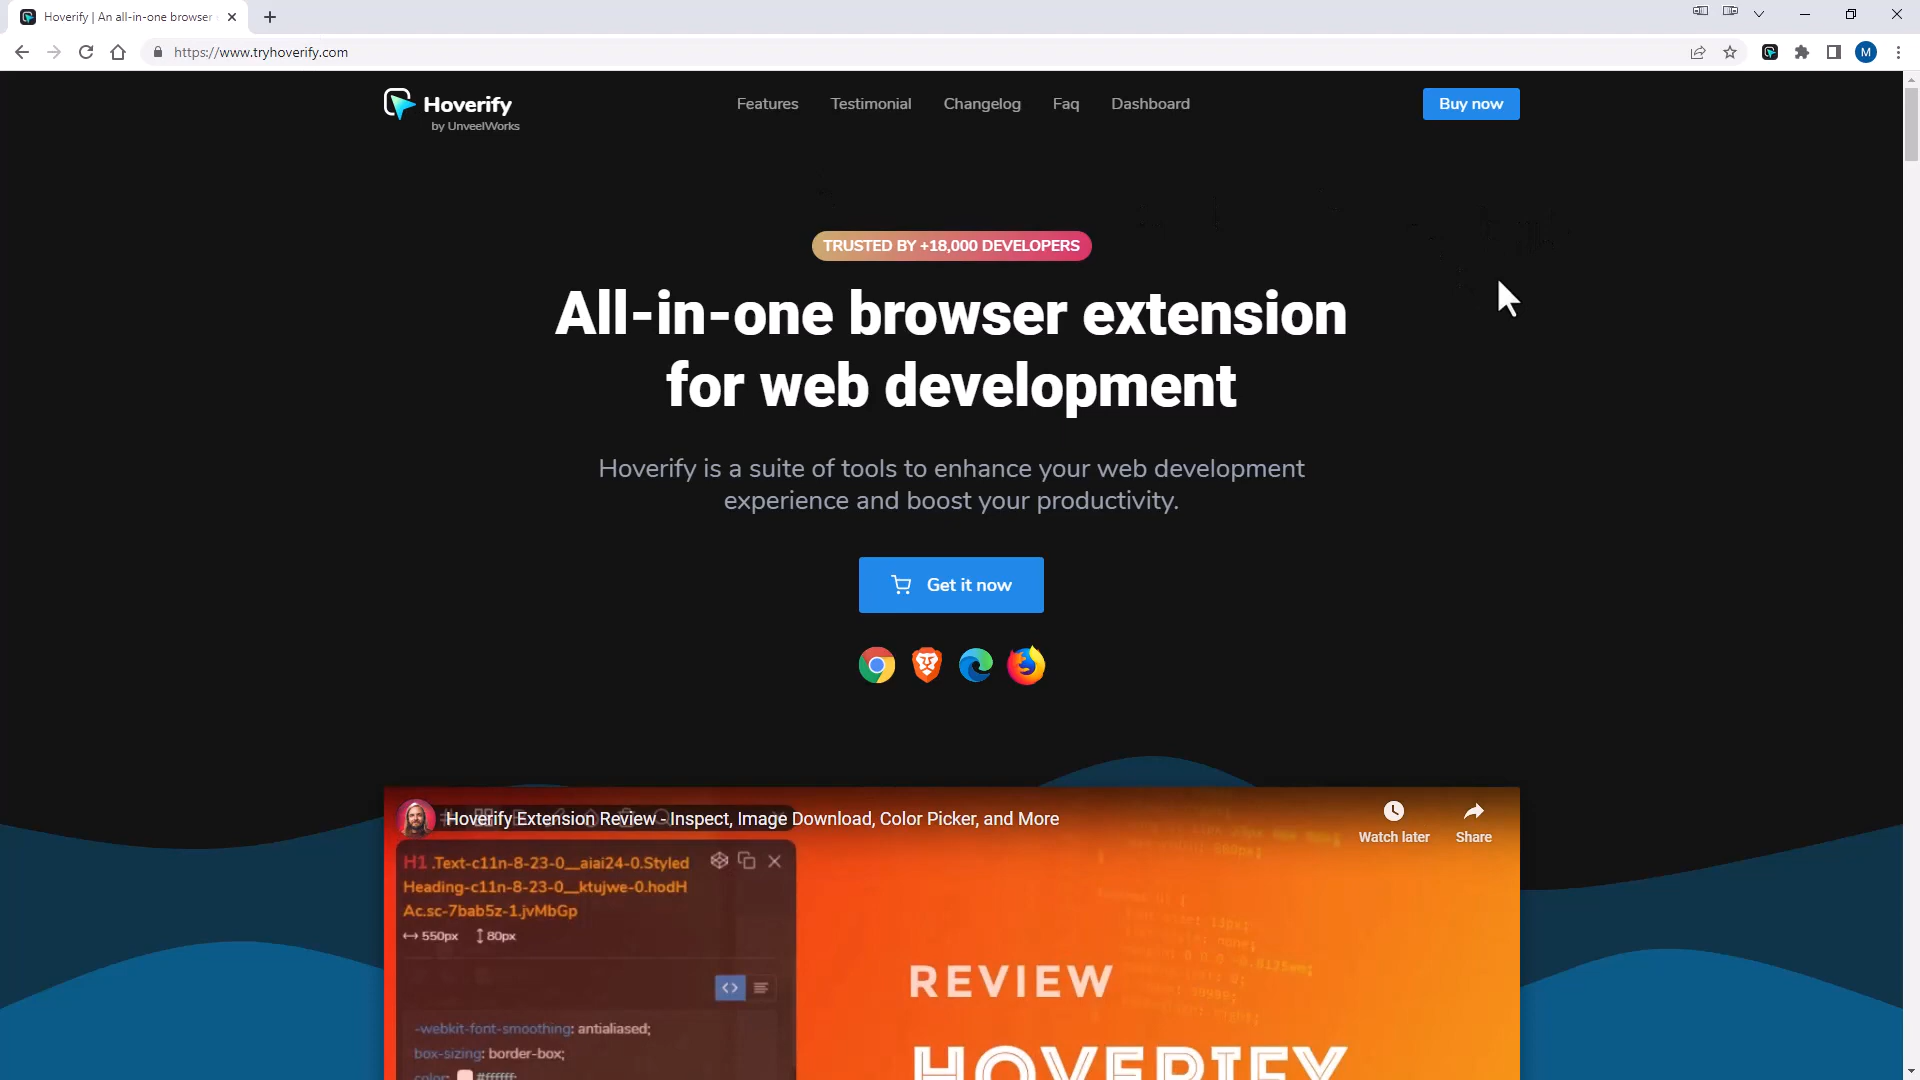 Hoverify | An all-in-one browser
https://www.tryhoverify.com
M
Hoverify
by UnveelWorks
Features
Testimonial
Changelog
Faq
Dashboard
Buy now
TRUSTED BY +18,000 DEVELOPERS
All-in-one browser extension
for web development
Hoverify is a suite of tools to enhance your web development
experience and boost your productivity.
Get it now
Hoverify Extension Review - Inspect, Image Download, Color Picker, and More
Watch later
Share
H1 .Text-c11n-8-23-0__aiai24-0.Styled
Heading-c11n-8-23-0__ktujwe-0.hodH
Ac.sc-7bab5z-1.jvMbGp
550px
80px
-webkit-font-smoothing: antialiased;
box-sizing: border-box;
color: #ffffff;
REVIEW
HOVERIFY